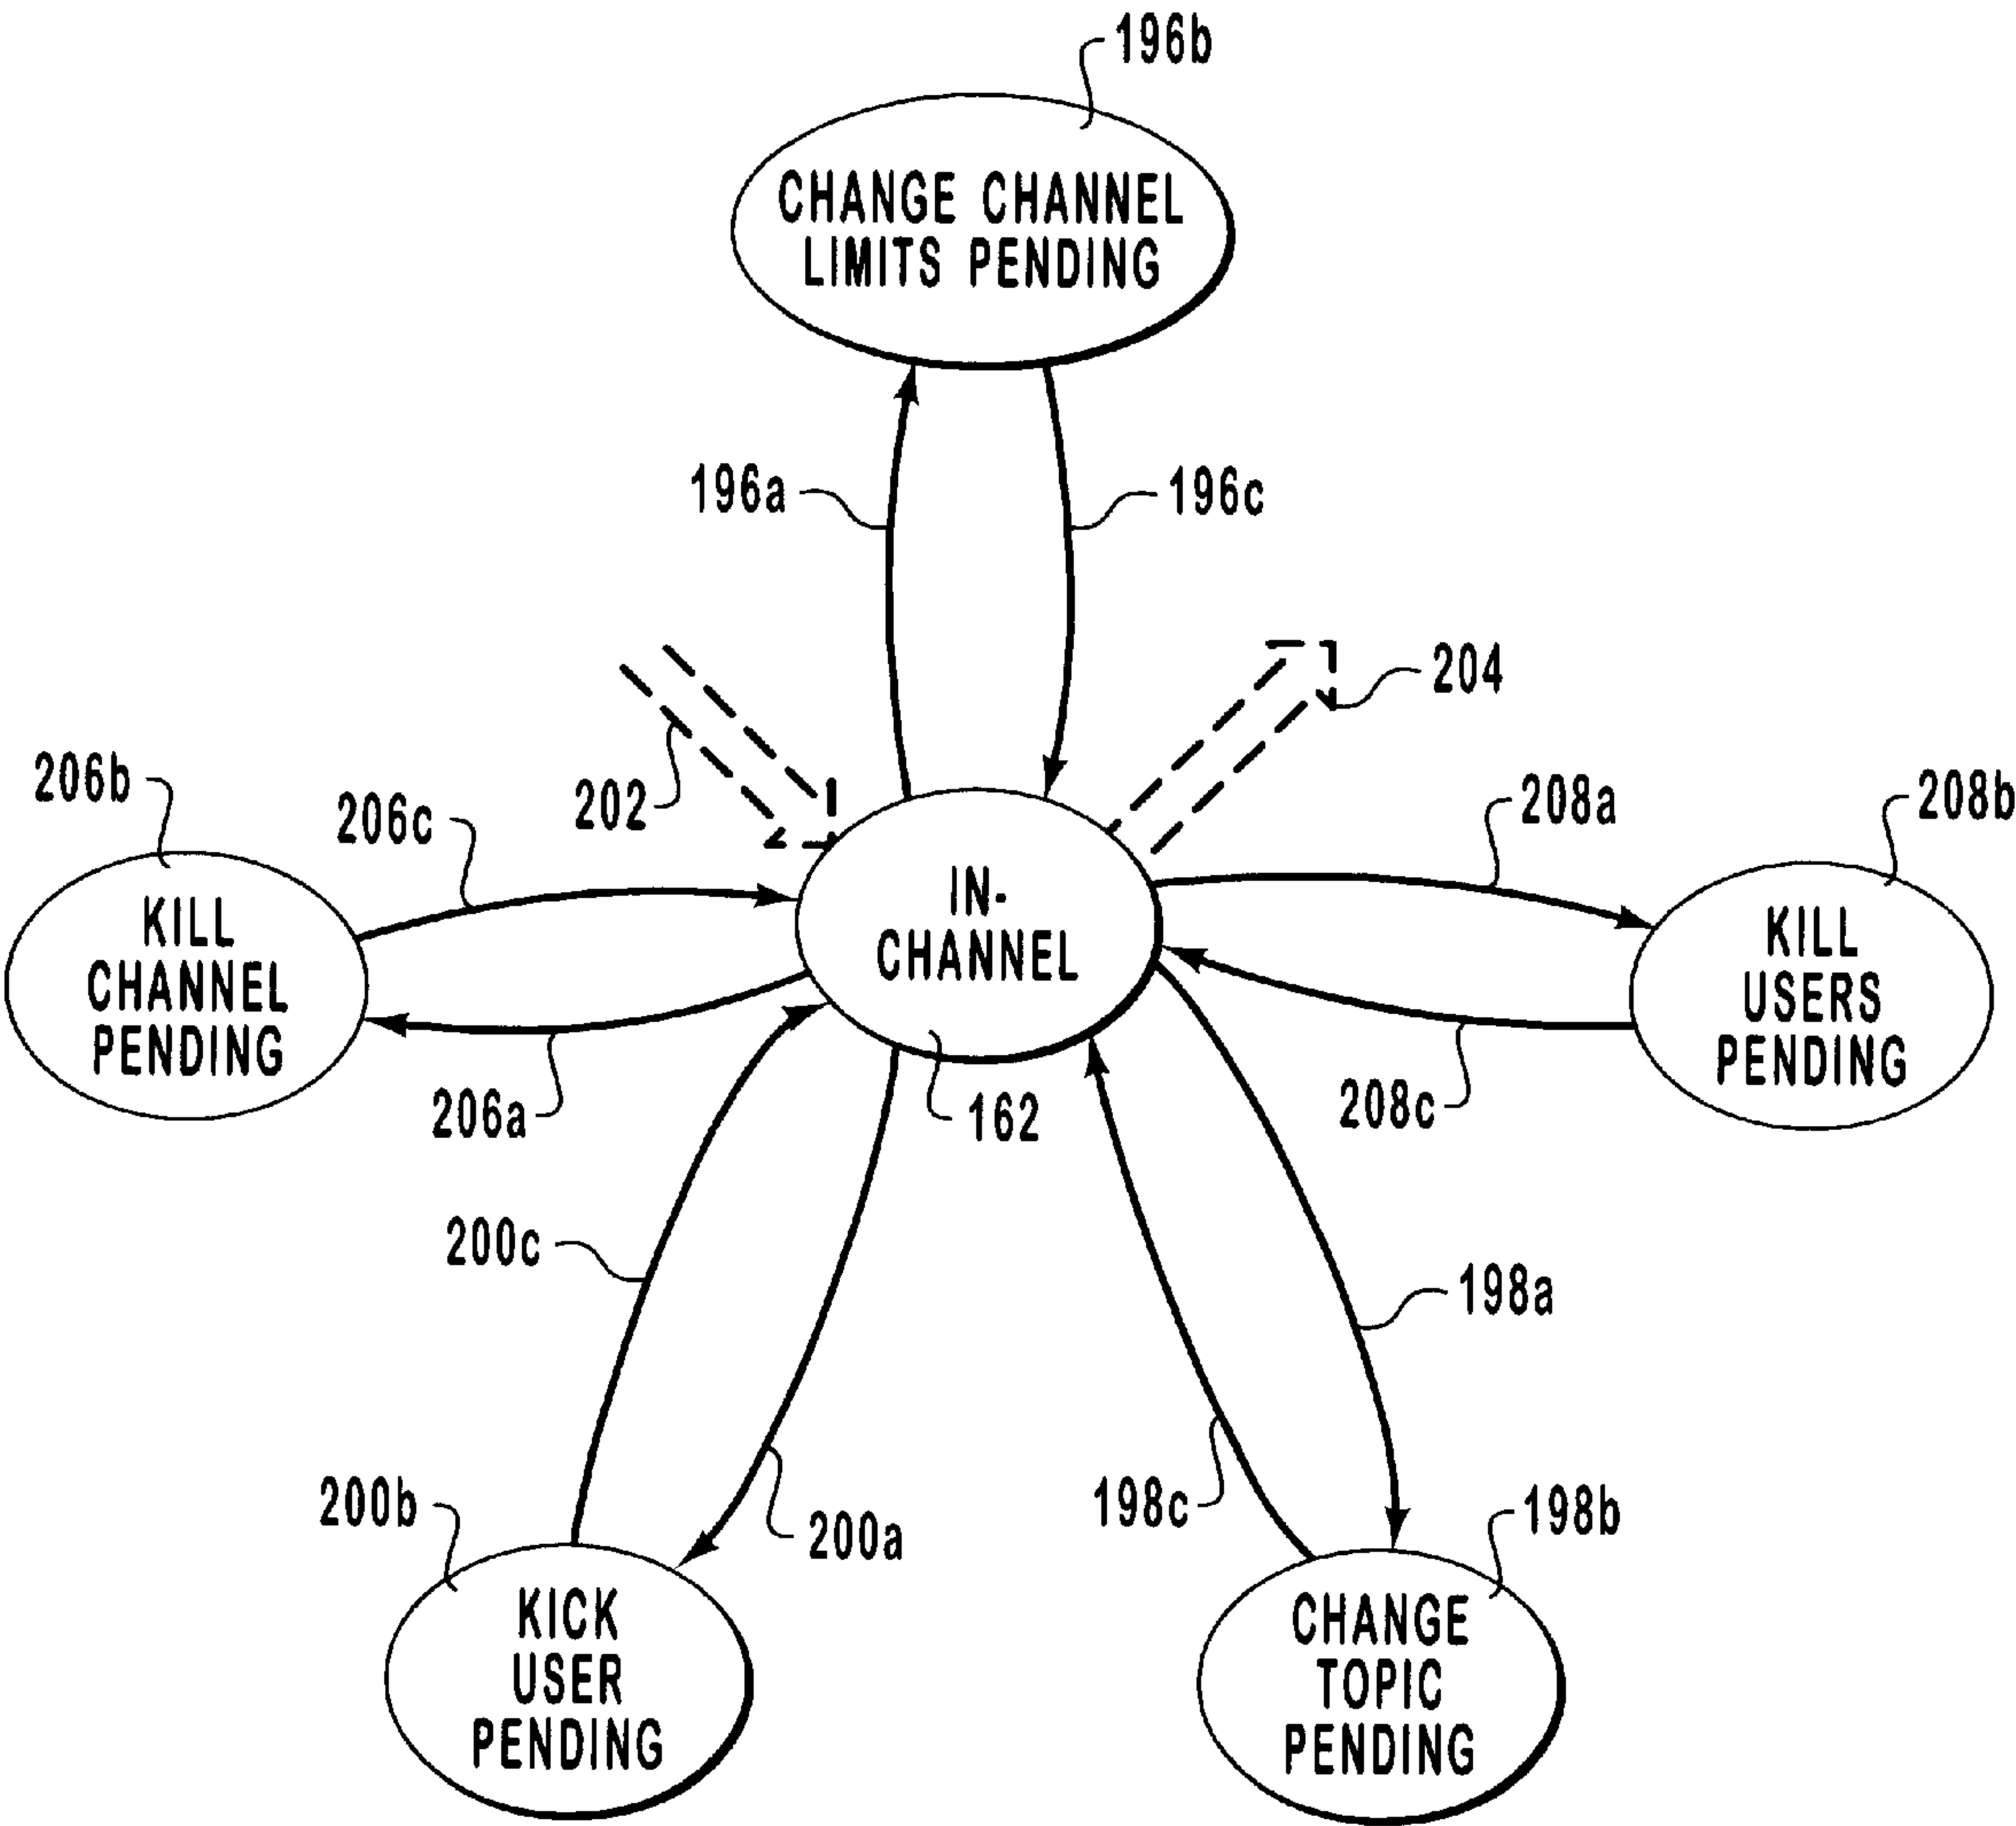 196b
CHANGE CHANNEL
LIMITS PENDING
196a
196c
204
202
206b
206c
208a
208b
IN-
CHANNEL
KILL
CHANNEL
PENDING
KILL
USERS
PENDING
206a
162
208c
200c
198a
200b
200a
198c
198b
KICK
USER
PENDING
CHANGE
TOPIC
PENDING